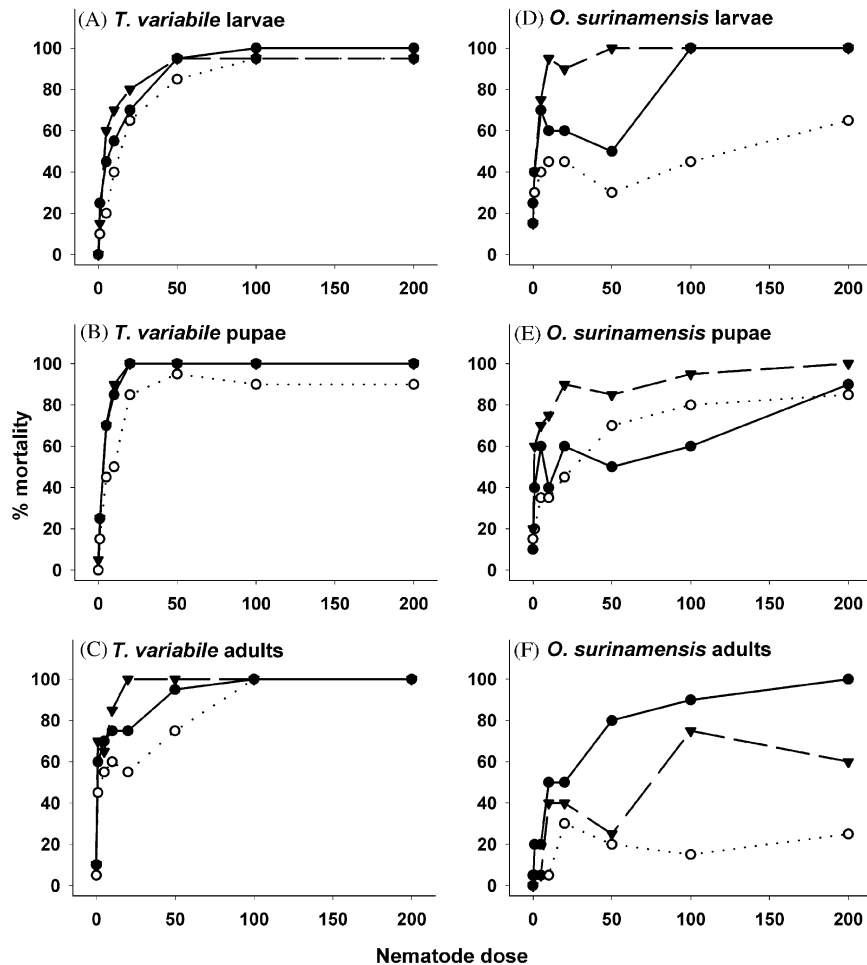 (A) T. variabile larvae
100
80
60
40
20
0
0 50 100 150 200
(D) O. surinamensis larvae
100
80
60
40
20
0
0 50 100 150 200
% mortality
(B) T. variabile pupae
100
80
60
40
20
0
0 50 100 150 200
(E) O. surinamensis pupae
100
80
60
40
20
0
0 50 100 150 200
(C) T. variabile adults
100
80
60
40
20
0
0 50 100 150 200
(F) O. surinamensis adults
100
80
60
40
20
0
0 50 100 150 200
Nematode dose